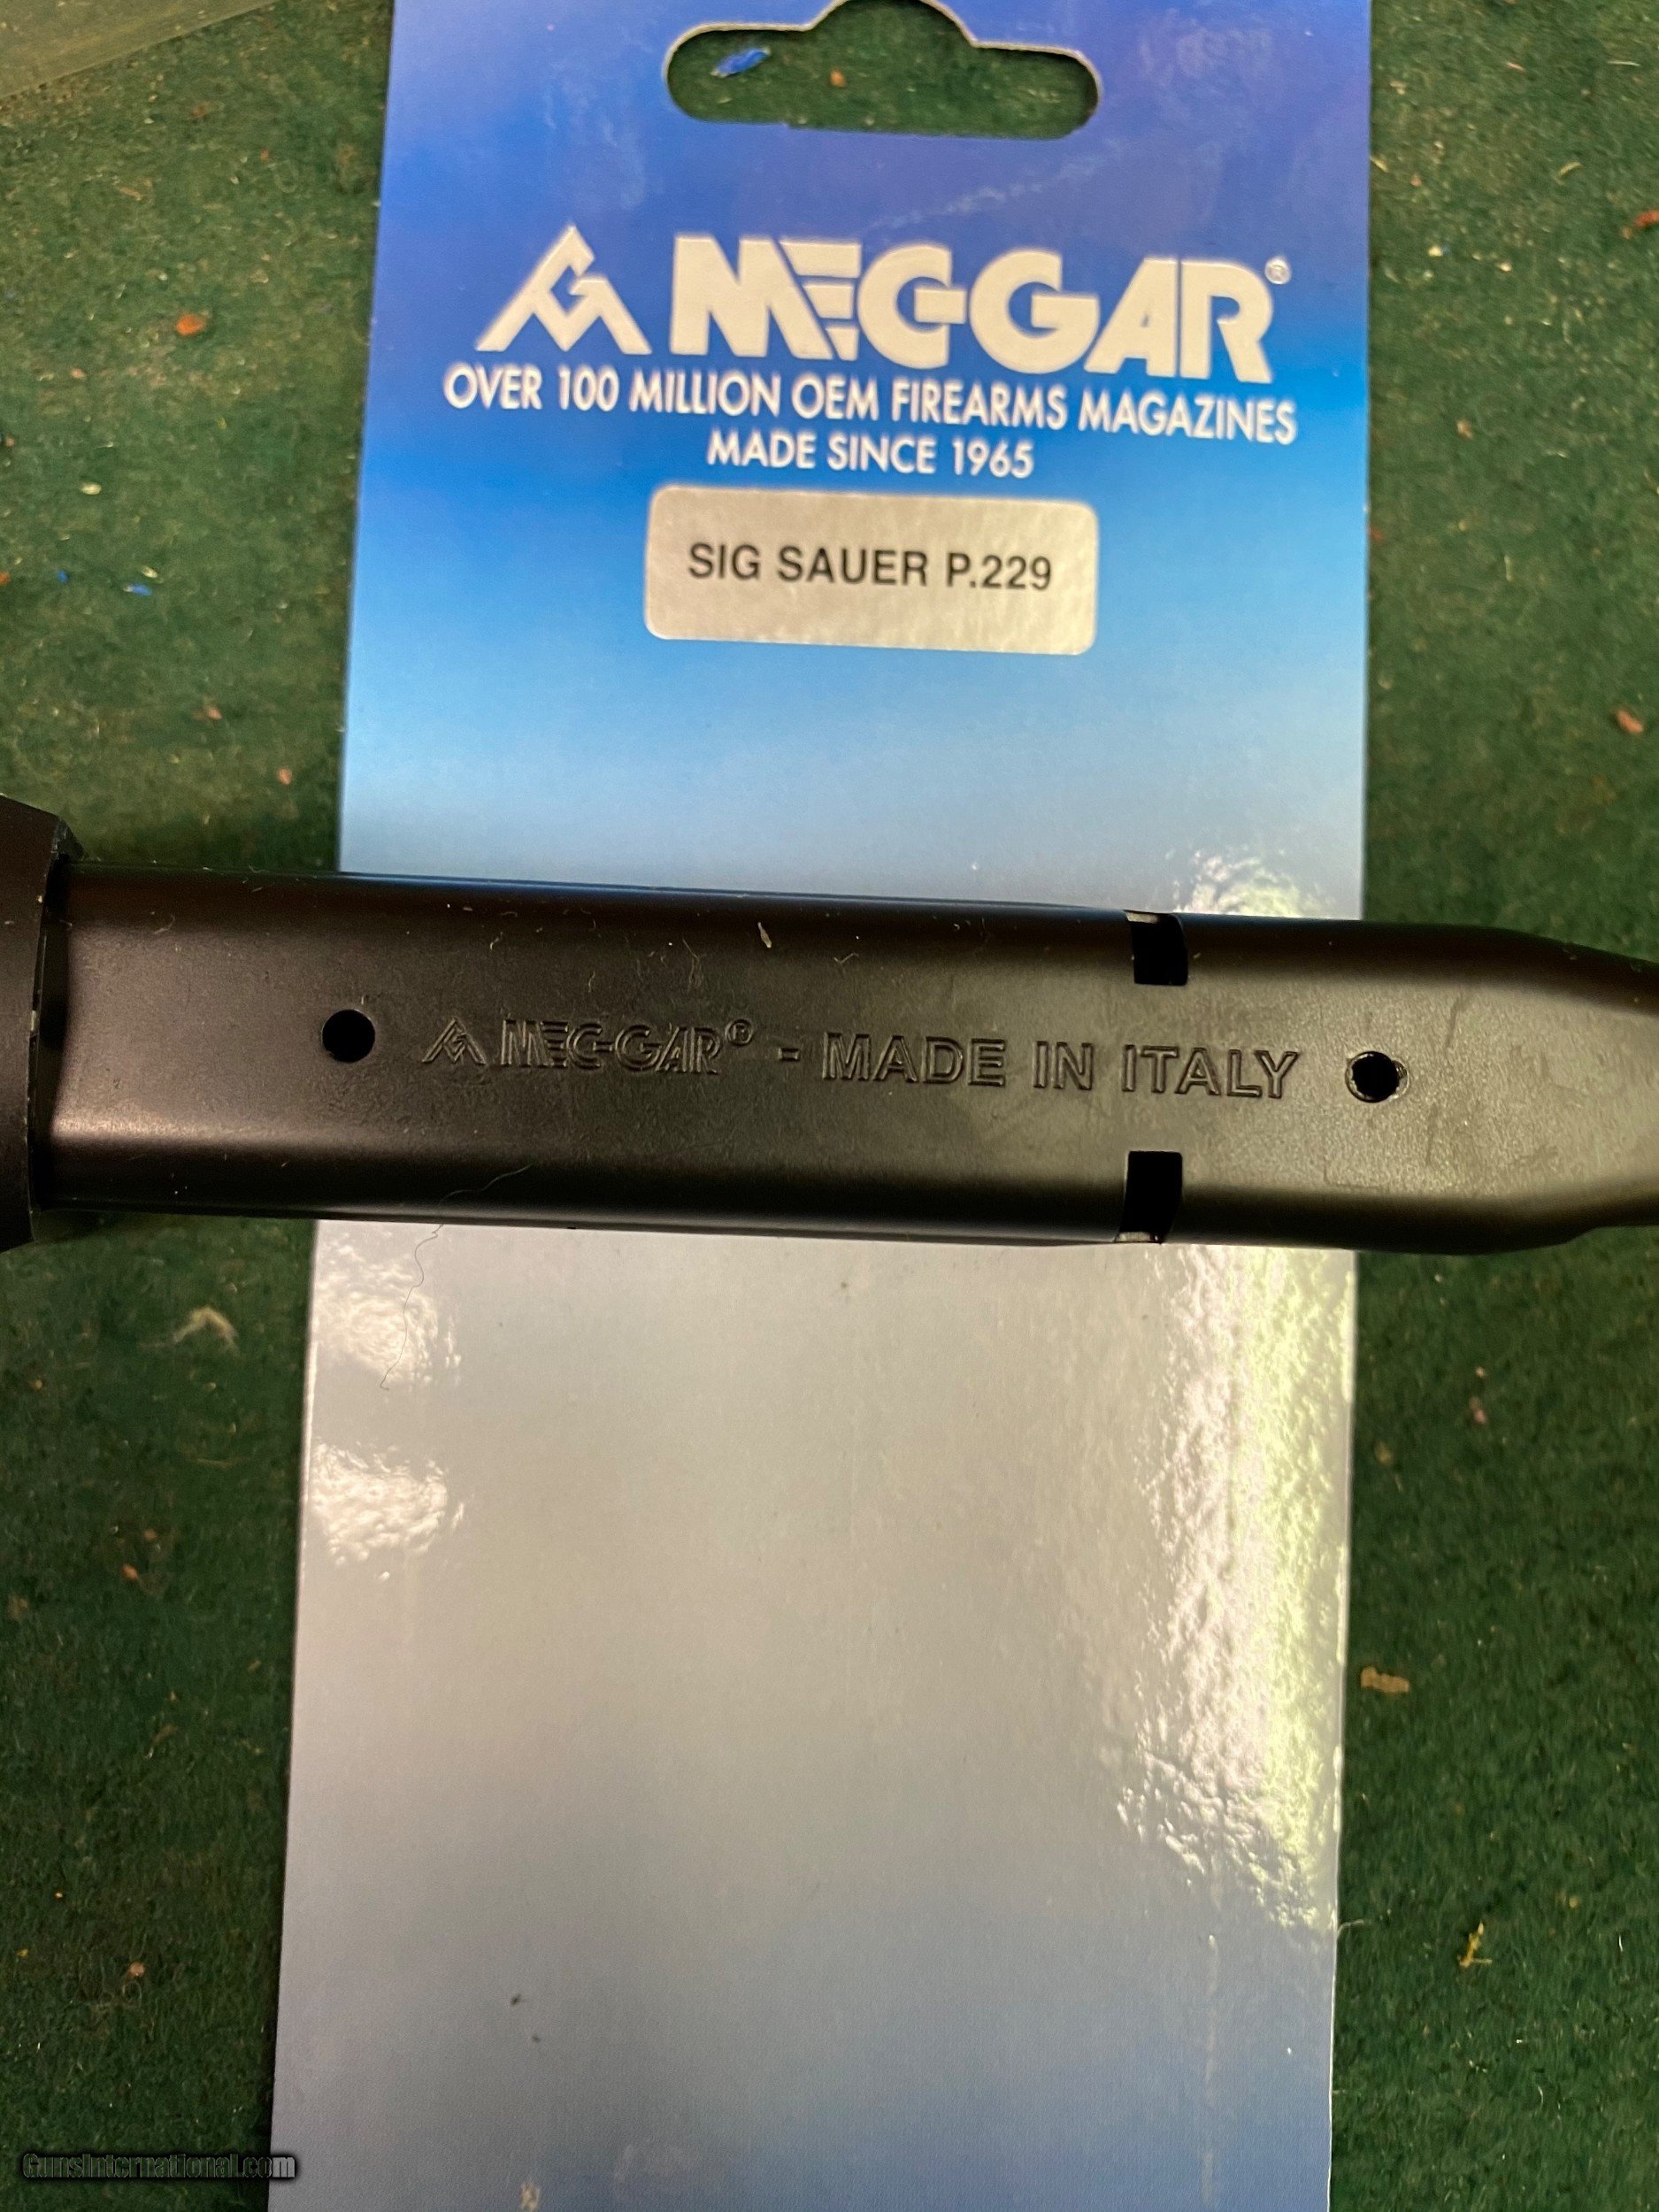 MEC-GAR®
OVER 100 MILLION OEM FIREARMS MAGAZINES
MADE SINCE 1965
SIG SAUER P.229
MEC-GAR® - MADE IN ITALY
GunsInternational.com